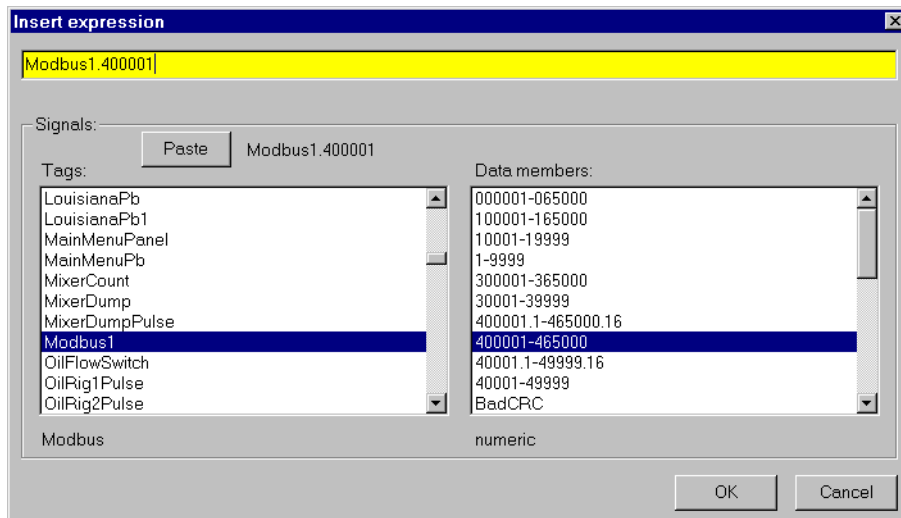 Insert expression
Modbus1.400001
Signals:
Paste Modbus1.400001
Tags:
LouisianaPb
LouisianaPb1
MainMenuPanel
MainMenuPb
MixerCount
MixerDump
MixerDumpPulse
Modbus1
OilFlowSwitch
OilRig1Pulse
OilRig2Pulse
Modbus
Data members:
000001-065000
100001-165000
10001-19999
1-9999
300001-365000
30001-39999
400001.1-465000.16
400001-465000
40001.1-49999.16
40001-49999
BadCRC
numeric
OK Cancel